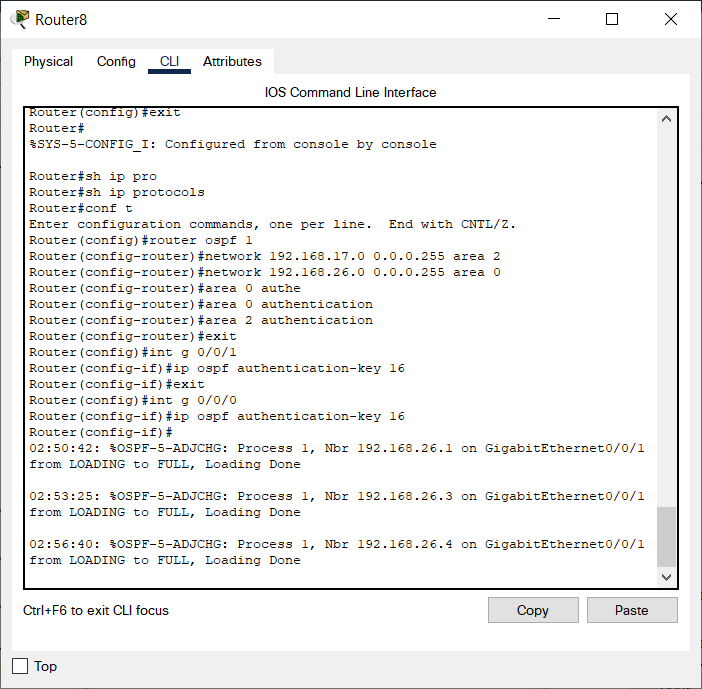 Router8
Physical Config CLI Attributes
IOS Command Line Interface
Router(config)#exit
Router#
%SYS-5-CONFIG_I: Configured from console by console
Router#sh ip pro
Router#sh ip protocols
Router#conf t
Enter configuration commands, one per line.  End with CNTL/Z.
Router(config)#router ospf 1
Router(config-router)#network 192.168.17.0 0.0.0.255 area 2
Router(config-router)#network 192.168.26.0 0.0.0.255 area 0
Router(config-router)#area 0 authe
Router(config-router)#area 0 authentication
Router(config-router)#area 2 authentication
Router(config-router)#exit
Router(config)#int g 0/0/1
Router(config-if)#ip ospf authentication-key 16
Router(config-if)#exit
Router(config)#int g 0/0/0
Router(config-if)#ip ospf authentication-key 16
Router(config-if)#
02:50:42: %OSPF-5-ADJCHG: Process 1, Nbr 192.168.26.1 on GigabitEthernet0/0/1
from LOADING to FULL, Loading Done
02:53:25: %OSPF-5-ADJCHG: Process 1, Nbr 192.168.26.3 on GigabitEthernet0/0/1
from LOADING to FULL, Loading Done
02:56:40: %OSPF-5-ADJCHG: Process 1, Nbr 192.168.26.4 on GigabitEthernet0/0/1
from LOADING to FULL, Loading Done
Ctrl+F6 to exit CLI focus
Copy
Paste
Top